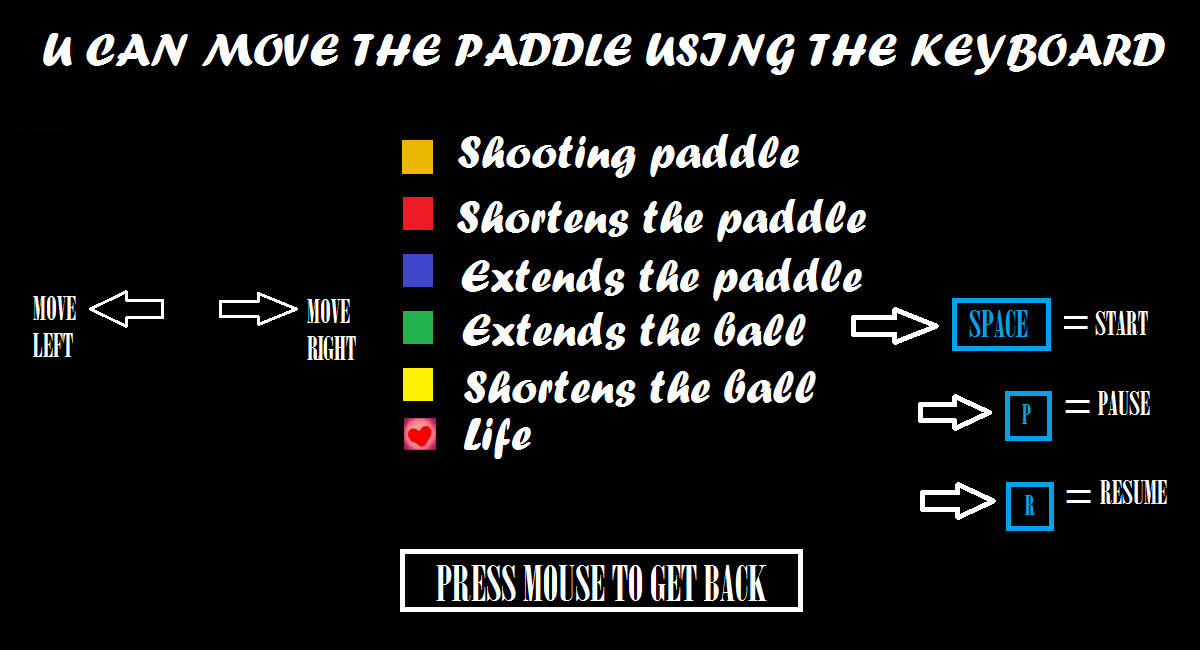 U CAN MOVE THE PADDLE USING THE KEYBOARD
Shooting paddle
Shortens the paddle
Extends the paddle
Extends the ball
Shortens the ball
Life
MOVE
LEFT
MOVE
RIGHT
SPACE = START
P = PAUSE
R = RESUME
PRESS MOUSE TO GET BACK